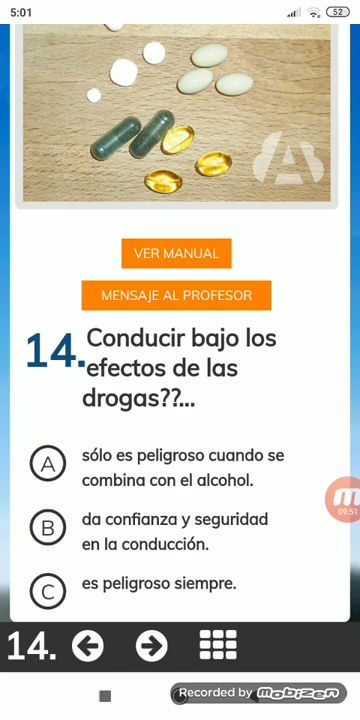 5:01
52
A
VER MANUAL
MENSAJE AL PROFESOR
14. Conducir bajo los
efectos de las
drogas??...
A sólo es peligroso cuando se
combina con el alcohol.
B da confianza y seguridad
en la conducción.
C es peligroso siempre.
09:51
14.
Recorded by mobizen